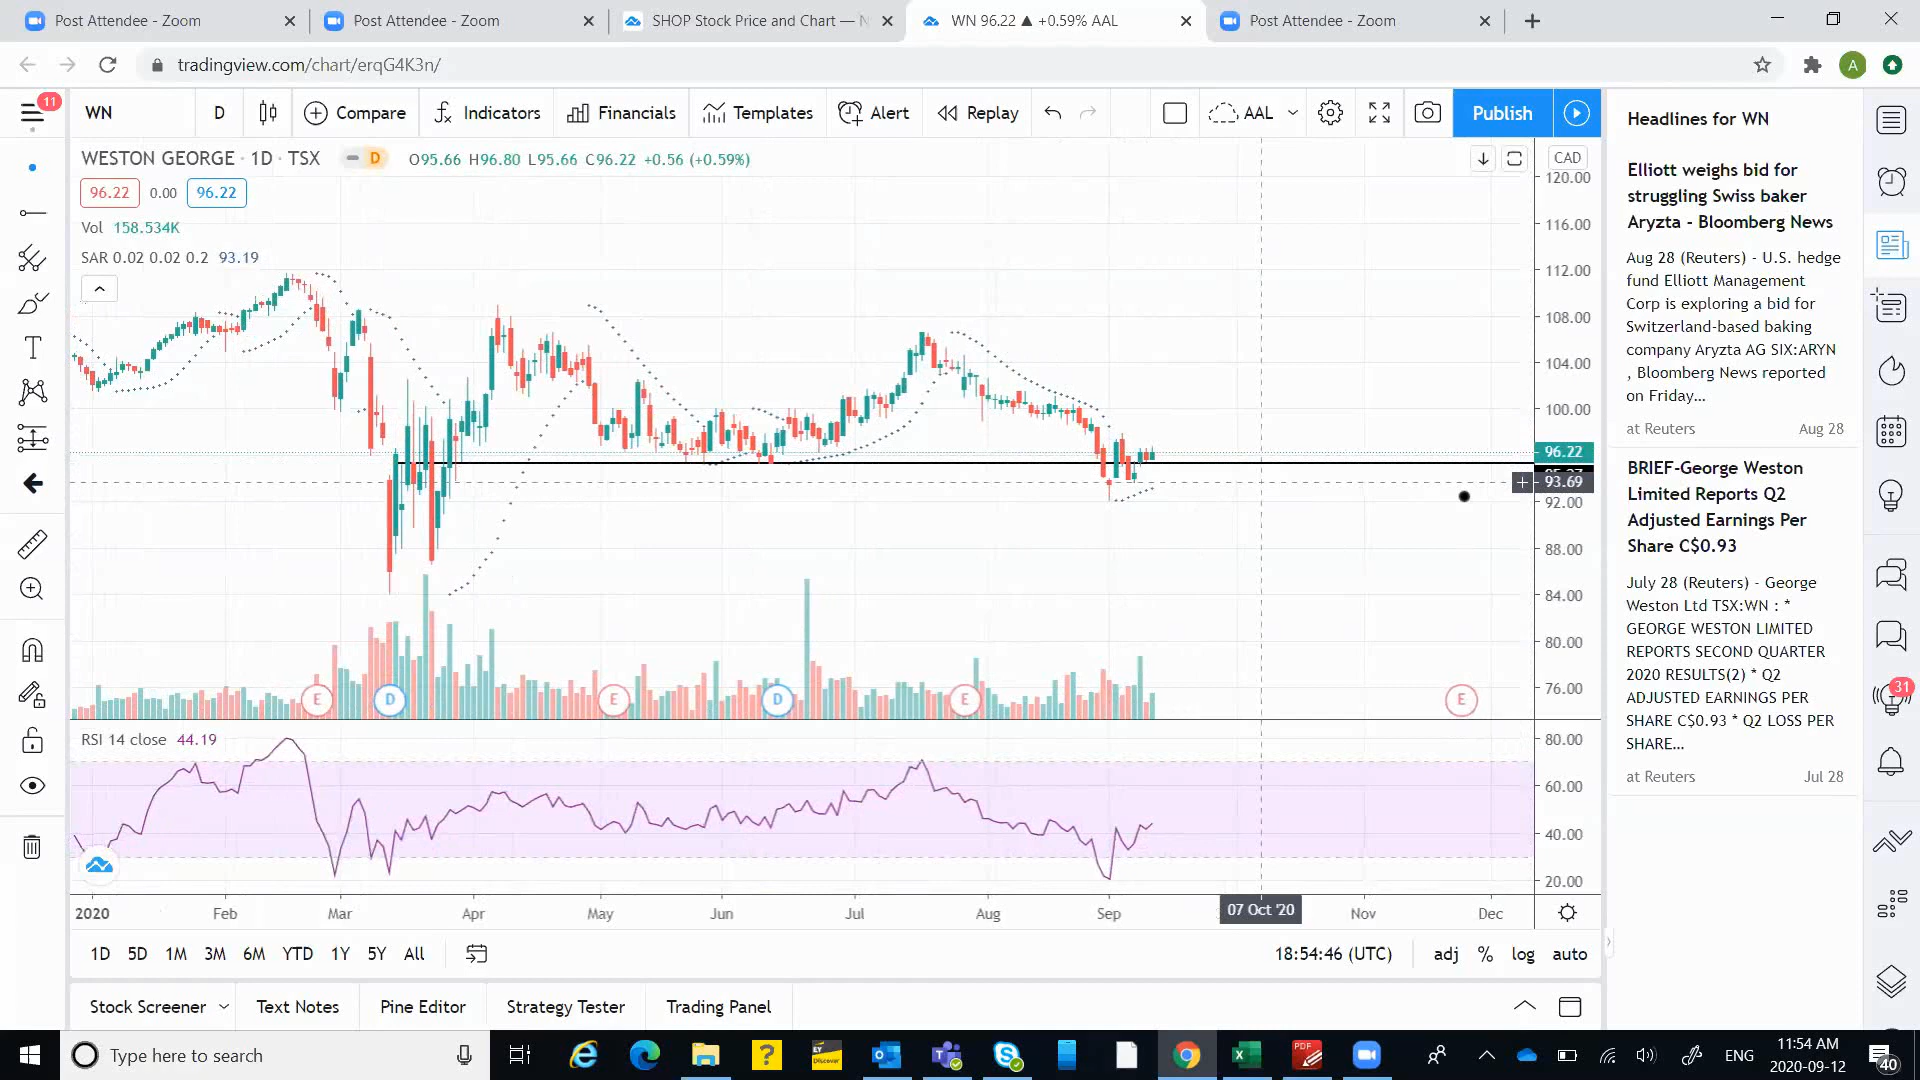 Post Attendee - Zoom
Post Attendee - Zoom
SHOP Stock Price and Chart — N
WN 96.22 ▲ +0.59% AAL
Post Attendee - Zoom
tradingview.com/chart/erqG4K3n/
A
11
WN
D
Compare
Indicators
Financials
Templates
Alert
Replay
AAL
Publish
WESTON GEORGE · 1D · TSX
D
O95.66 H96.80 L95.66 C96.22 +0.56 (+0.59%)
CAD
96.22 0.00 96.22
Vol 158.534K
SAR 0.02 0.02 0.2 93.19
120.00
116.00
112.00
108.00
104.00
100.00
96.22
93.69
92.00
88.00
84.00
80.00
76.00
E
D
E
D
E
E
RSI 14 close 44.19
80.00
60.00
40.00
20.00
2020
Feb
Mar
Apr
May
Jun
Jul
Aug
Sep
07 Oct '20
Nov
Dec
1D 5D 1M 3M 6M YTD 1Y 5Y All
18:54:46 (UTC)
adj % log auto
Stock Screener
Text Notes
Pine Editor
Strategy Tester
Trading Panel
Headlines for WN
Elliott weighs bid for
struggling Swiss baker
Aryzta - Bloomberg News
Aug 28 (Reuters) - U.S. hedge
fund Elliott Management
Corp is exploring a bid for
Switzerland-based baking
company Aryzta AG SIX:ARYN
, Bloomberg News reported
on Friday...
at Reuters
Aug 28
BRIEF-George Weston
Limited Reports Q2
Adjusted Earnings Per
Share C$0.93
July 28 (Reuters) - George
Weston Ltd TSX:WN : *
GEORGE WESTON LIMITED
REPORTS SECOND QUARTER
2020 RESULTS(2) * Q2
ADJUSTED EARNINGS PER
SHARE C$0.93 * Q2 LOSS PER
SHARE...
at Reuters
Jul 28
31
Type here to search
EY
Discover
PDF
ENG
11:54 AM
2020-09-12
40